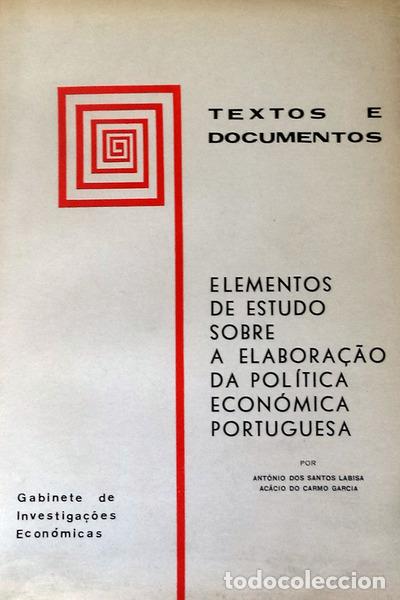 TEXTOS E
DOCUMENTOS
ELEMENTOS
DE ESTUDO
SOBRE
A ELABORAÇÃO
DA POLÍTICA
ECONÓMICA
PORTUGUESA
POR
ANTÓNIO DOS SANTOS LABISA
ACÁCIO DO CARMO GARCIA
Gabinete de
Investigações
Económicas
todocoleccion